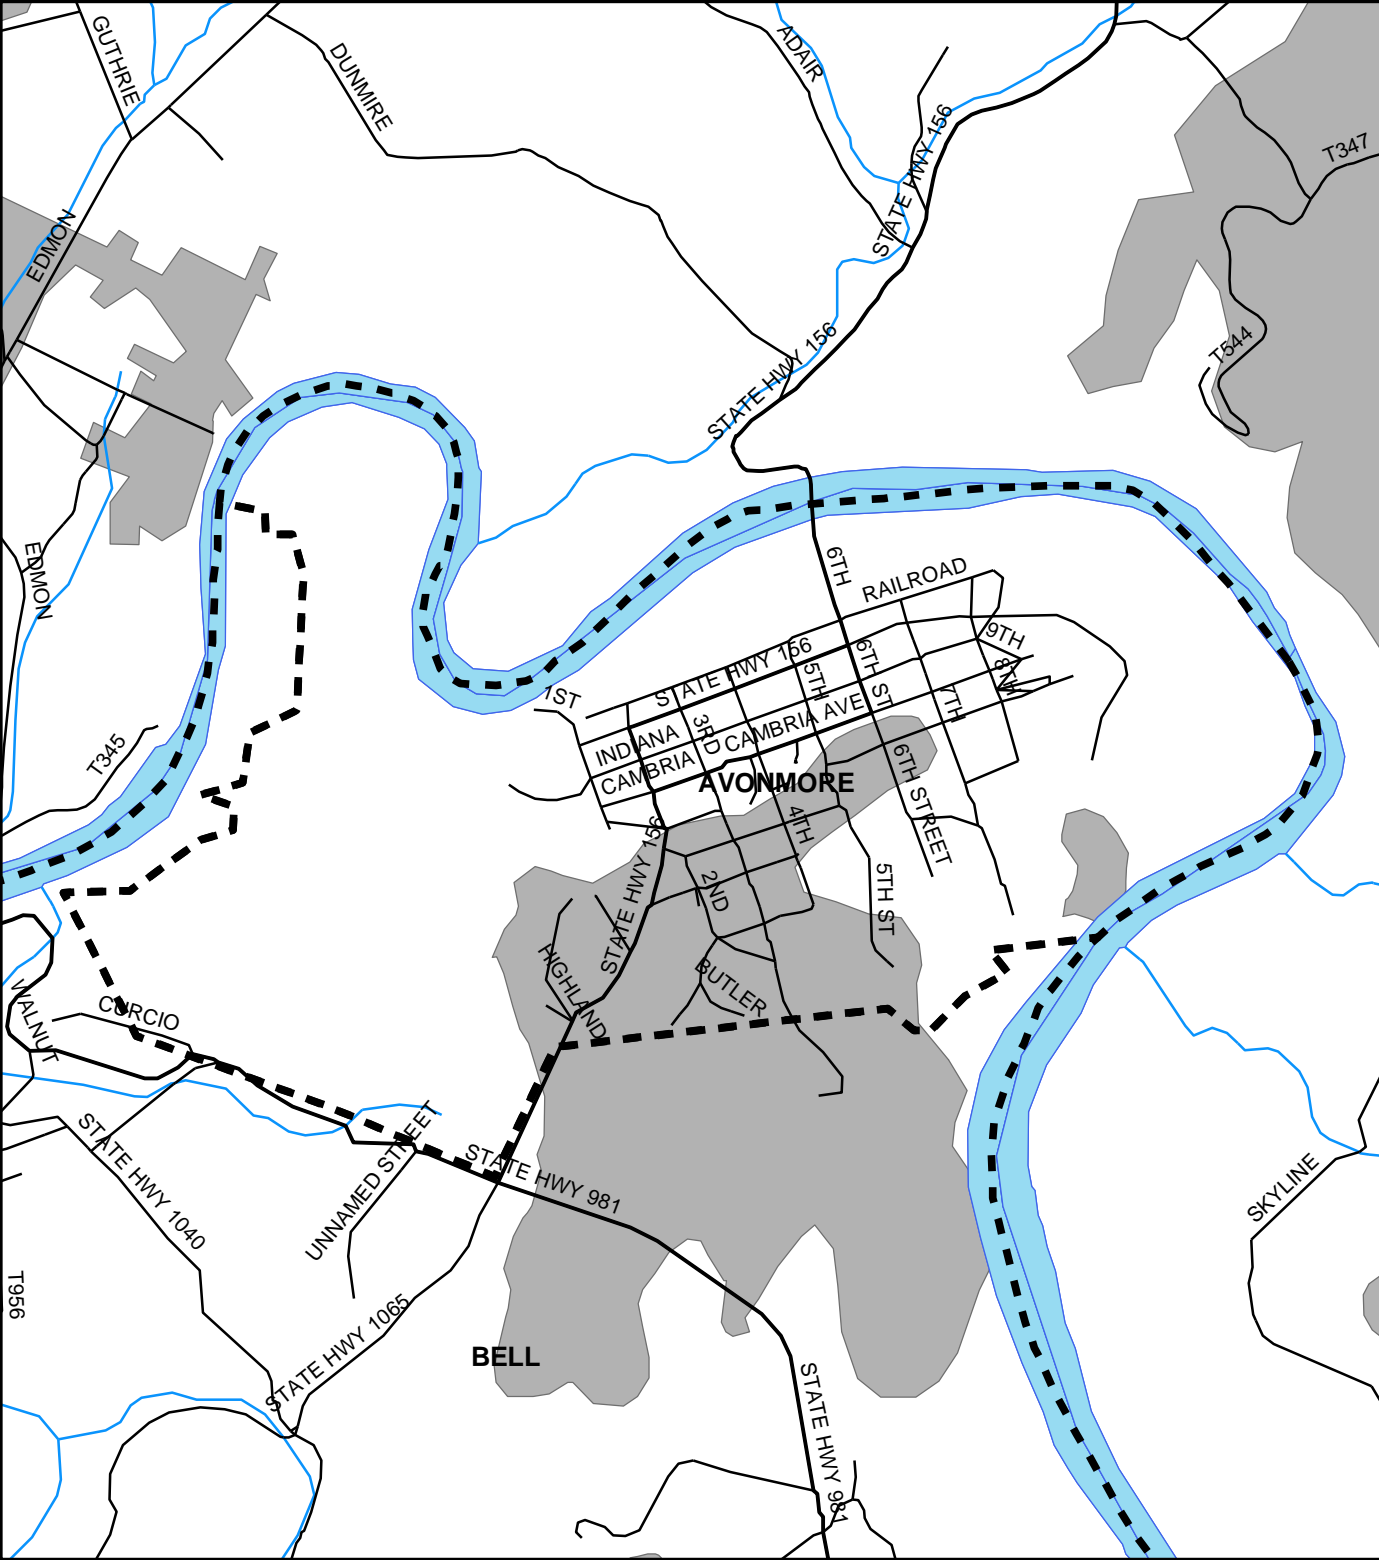 GUTHRIE
DUNMIRE
ADAIR
STATE HWY 156
T347
EDMON
STATE HWY 156
T544
EDMON
6TH
RAILROAD
9TH
STATE HWY 156
6TH ST
5TH
8TH
1ST
7TH
INDIANA
3RD
CAMBRIA AVE
CAMBRIA
T345
6TH STREET
AVONMORE
4TH
STATE HWY 156
2ND
5TH ST
HIGHLAND
BUTLER
WALNUT
CURCIO
STATE HWY 1040
UNNAMED STREET
STATE HWY 981
SKYLINE
T956
STATE HWY 1065
BELL
STATE HWY 981